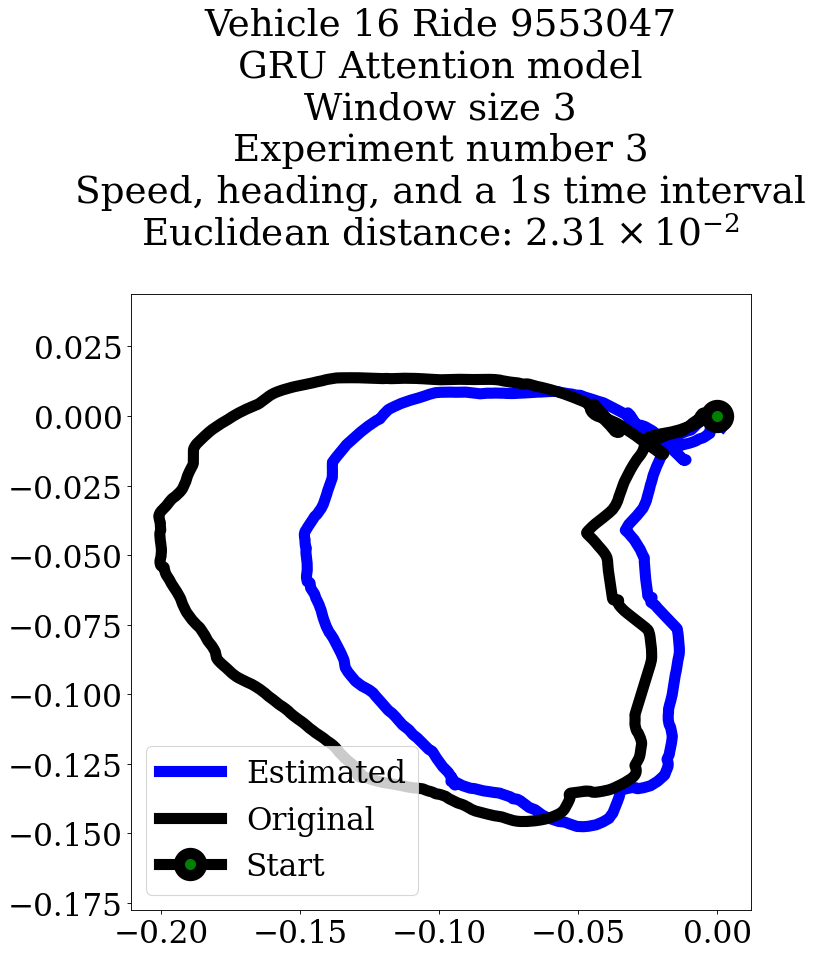 Vehicle 16 Ride 9553047
GRU Attention model
Window size 3
Experiment number 3
Speed, heading, and a 1s time interval
Euclidean distance: 2.31 × 10⁻²
0.025
0.000
−0.025
−0.050
−0.075
−0.100
−0.125
−0.150
−0.175
Estimated
Original
Start
−0.20 −0.15 −0.10 −0.05 0.00